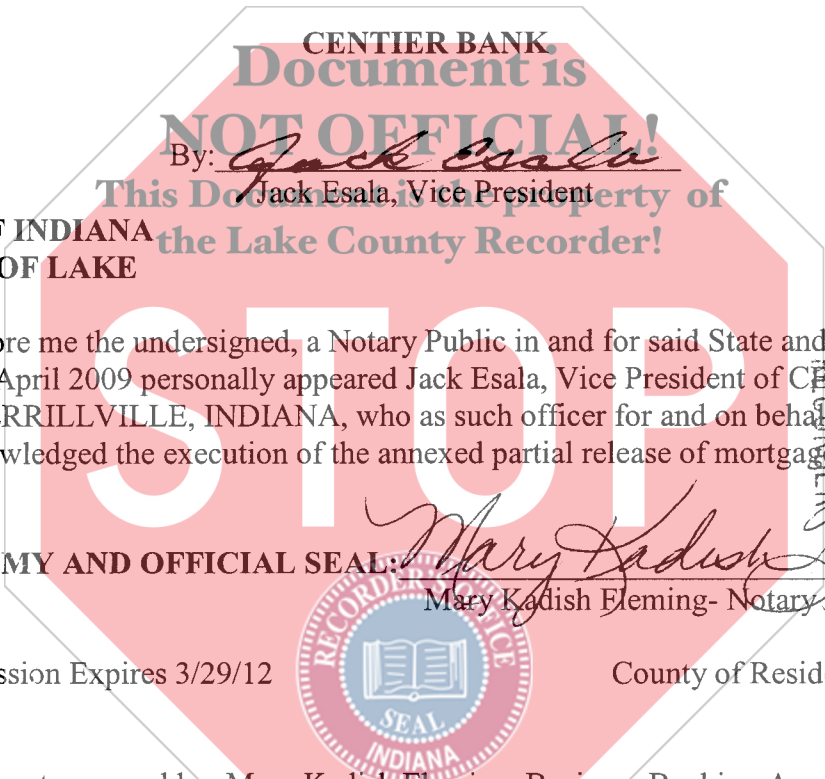 CENTIER BANK
Document is
NOT OFFICIAL!
By: Jack Esala
Jack Esala, Vice President
This Document is the property of
F INDIANA
the Lake County Recorder!
OF LAKE
STOP
ore me the undersigned, a Notary Public in and for said State and
April 2009 personally appeared Jack Esala, Vice President of CE
RRILLVILLE, INDIANA, who as such officer for and on behal
wledged the execution of the annexed partial release of mortgag
MY AND OFFICIAL SEAL: Mary Kadish
Mary Kadish Fleming- Notary
RECORDER'S OFFICE
ssion Expires 3/29/12 County of Resid
SEAL
INDIANA